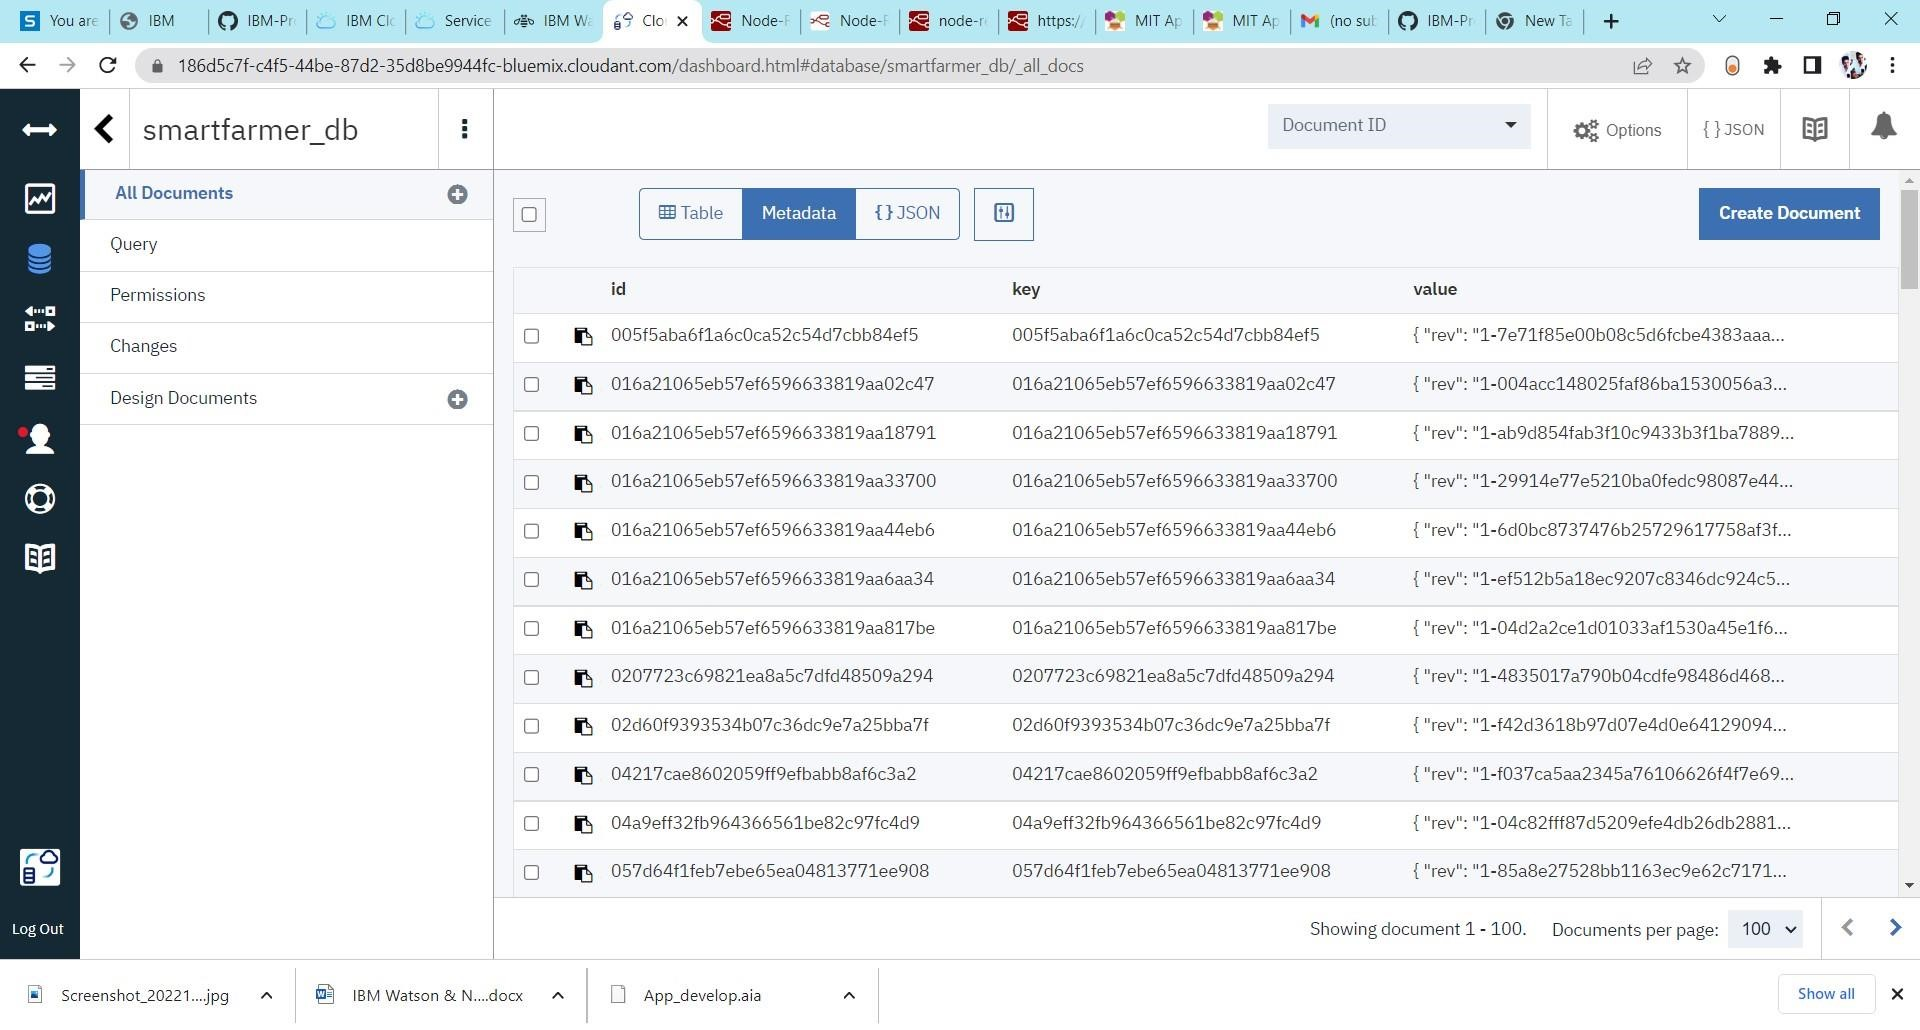 You are
IBM
IBM-Pr
IBM Clo
Service
IBM Wa
Clo
Node-R
Node-R
node-re
https:/
MIT Ap
MIT Ap
(no sub
IBM-Pr
New Ta
186d5c7f-c4f5-44be-87d2-35d8be9944fc-bluemix.cloudant.com/dashboard.html#database/smartfarmer_db/_all_docs
smartfarmer_db
Document ID
Options
{ } JSON
All Documents
Query
Permissions
Changes
Design Documents
Log Out
Table
Metadata
{ } JSON
Create Document
id key value
005f5aba6f1a6c0ca52c54d7cbb84ef5 005f5aba6f1a6c0ca52c54d7cbb84ef5 { "rev": "1-7e71f85e00b08c5d6fcbe4383aaa...
016a21065eb57ef6596633819aa02c47 016a21065eb57ef6596633819aa02c47 { "rev": "1-004acc148025faf86ba1530056a3...
016a21065eb57ef6596633819aa18791 016a21065eb57ef6596633819aa18791 { "rev": "1-ab9d854fab3f10c9433b3f1ba7889...
016a21065eb57ef6596633819aa33700 016a21065eb57ef6596633819aa33700 { "rev": "1-29914e77e5210ba0fedc98087e44...
016a21065eb57ef6596633819aa44eb6 016a21065eb57ef6596633819aa44eb6 { "rev": "1-6d0bc8737476b25729617758af3f...
016a21065eb57ef6596633819aa6aa34 016a21065eb57ef6596633819aa6aa34 { "rev": "1-ef512b5a18ec9207c8346dc924c5...
016a21065eb57ef6596633819aa817be 016a21065eb57ef6596633819aa817be { "rev": "1-04d2a2ce1d01033af1530a45e1f6...
0207723c69821ea8a5c7dfd48509a294 0207723c69821ea8a5c7dfd48509a294 { "rev": "1-4835017a790b04cdfe98486d468...
02d60f9393534b07c36dc9e7a25bba7f 02d60f9393534b07c36dc9e7a25bba7f { "rev": "1-f42d3618b97d07e4d0e64129094...
04217cae8602059ff9efbabb8af6c3a2 04217cae8602059ff9efbabb8af6c3a2 { "rev": "1-f037ca5aa2345a76106626f4f7e69...
04a9eff32fb964366561be82c97fc4d9 04a9eff32fb964366561be82c97fc4d9 { "rev": "1-04c82fff87d5209efe4db26db2881...
057d64f1feb7ebe65ea04813771ee908 057d64f1feb7ebe65ea04813771ee908 { "rev": "1-85a8e27528bb1163ec9e62c7171...
Showing document 1 - 100. Documents per page: 100
Screenshot_20221....jpg
IBM Watson & N....docx
App_develop.aia
Show all